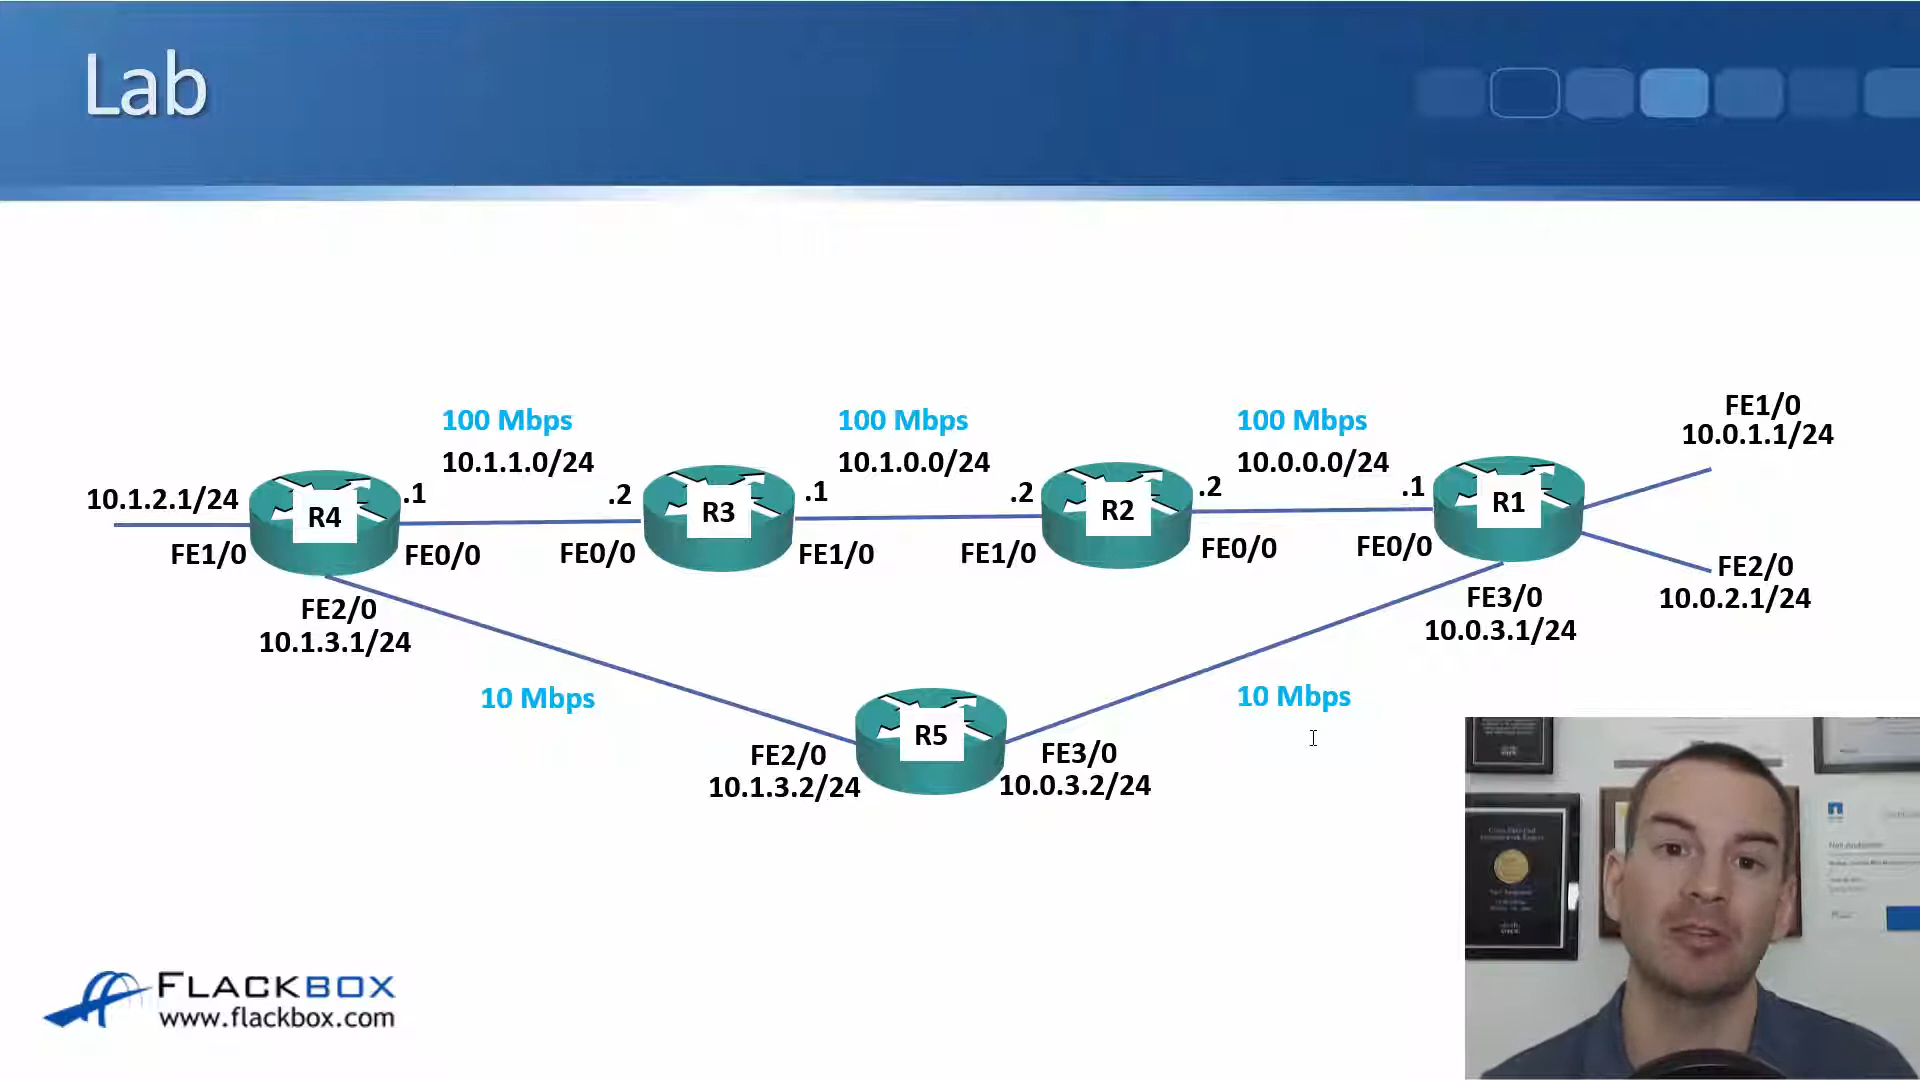 Lab
100 Mbps
100 Mbps
100 Mbps
10.1.1.0/24
10.1.0.0/24
10.0.0.0/24
FE1/0
10.0.1.1/24
10.1.2.1/24
R4
.1
.2
R3
.1
.2
R2
.2
.1
R1
FE1/0
FE0/0
FE0/0
FE1/0
FE1/0
FE0/0
FE0/0
FE2/0
10.0.2.1/24
FE2/0
10.1.3.1/24
FE3/0
10.0.3.1/24
10 Mbps
10 Mbps
R5
FE2/0
10.1.3.2/24
FE3/0
10.0.3.2/24
FLACKBOX
www.flackbox.com